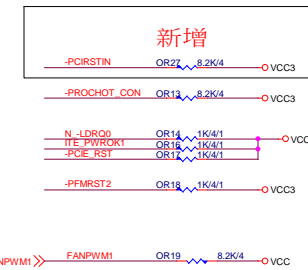 新增
-PCIRSTIN OR27 8.2K/4 VCC3
-PROCHOT_CON OR13 8.2K/4 VCC3
N_-LDRQ0 OR14 1K/4/1 VCC
ITE_PWROK1 OR16 1K/4/1
-PCIE_RST OR17 1K/4/1
-PFMRST2 OR18 1K/4/1 VCC3
NPWM1 FANPWM1 OR19 8.2K/4 VCC